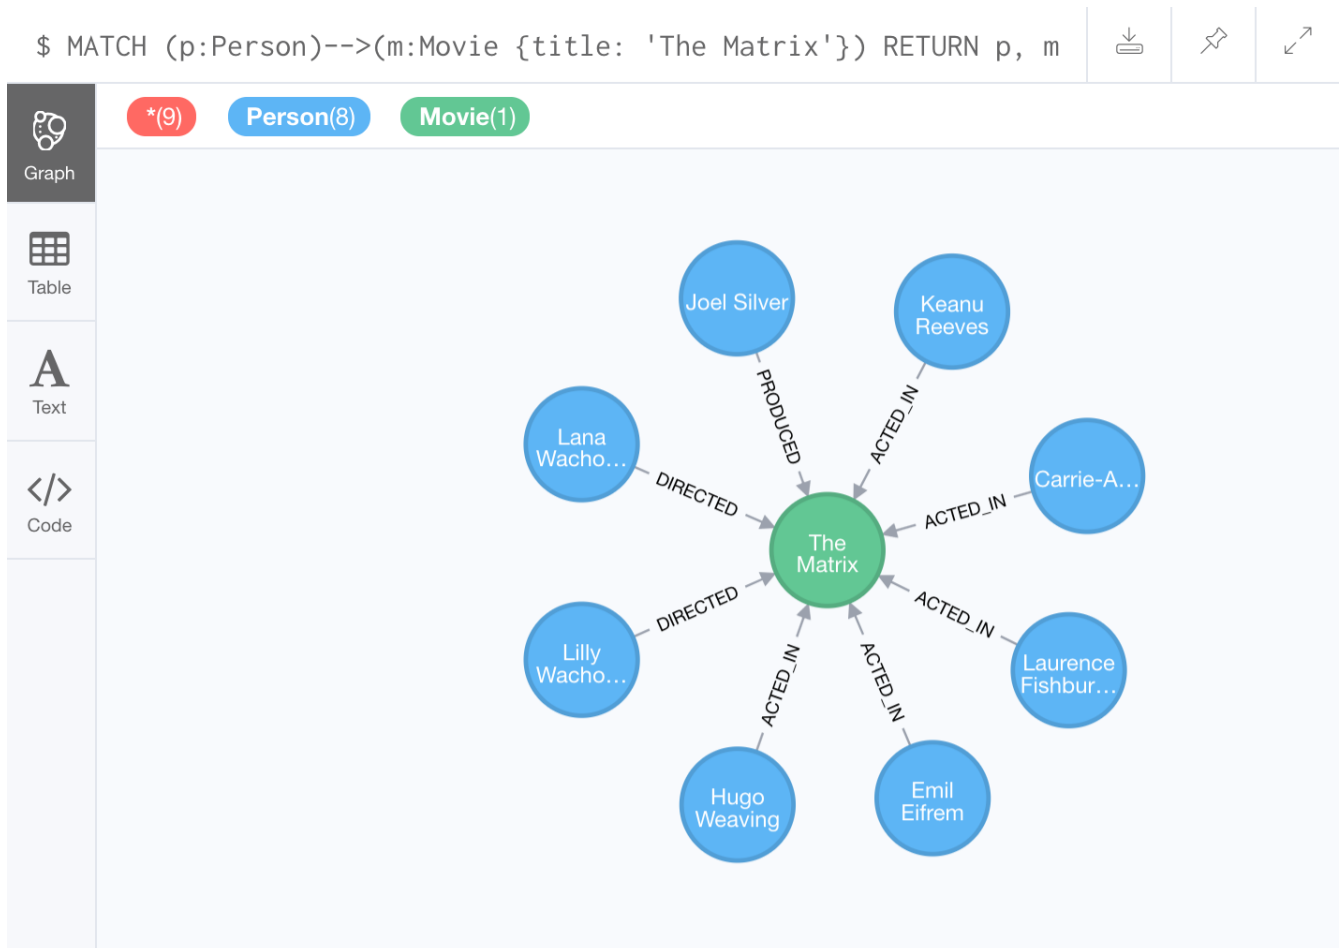 $ MATCH (p:Person)-->(m:Movie {title: 'The Matrix'}) RETURN p, m
*(9) Person(8) Movie(1)
Graph
Table
Text
Code
Joel Silver
Keanu
Reeves
PRODUCED
ACTED_IN
Lana
Wacho...
DIRECTED
Carrie-A...
ACTED_IN
The
Matrix
DIRECTED
ACTED_IN
Lilly
Wacho...
Laurence
Fishbur...
ACTED_IN
ACTED_IN
Hugo
Weaving
Emil
Eifrem